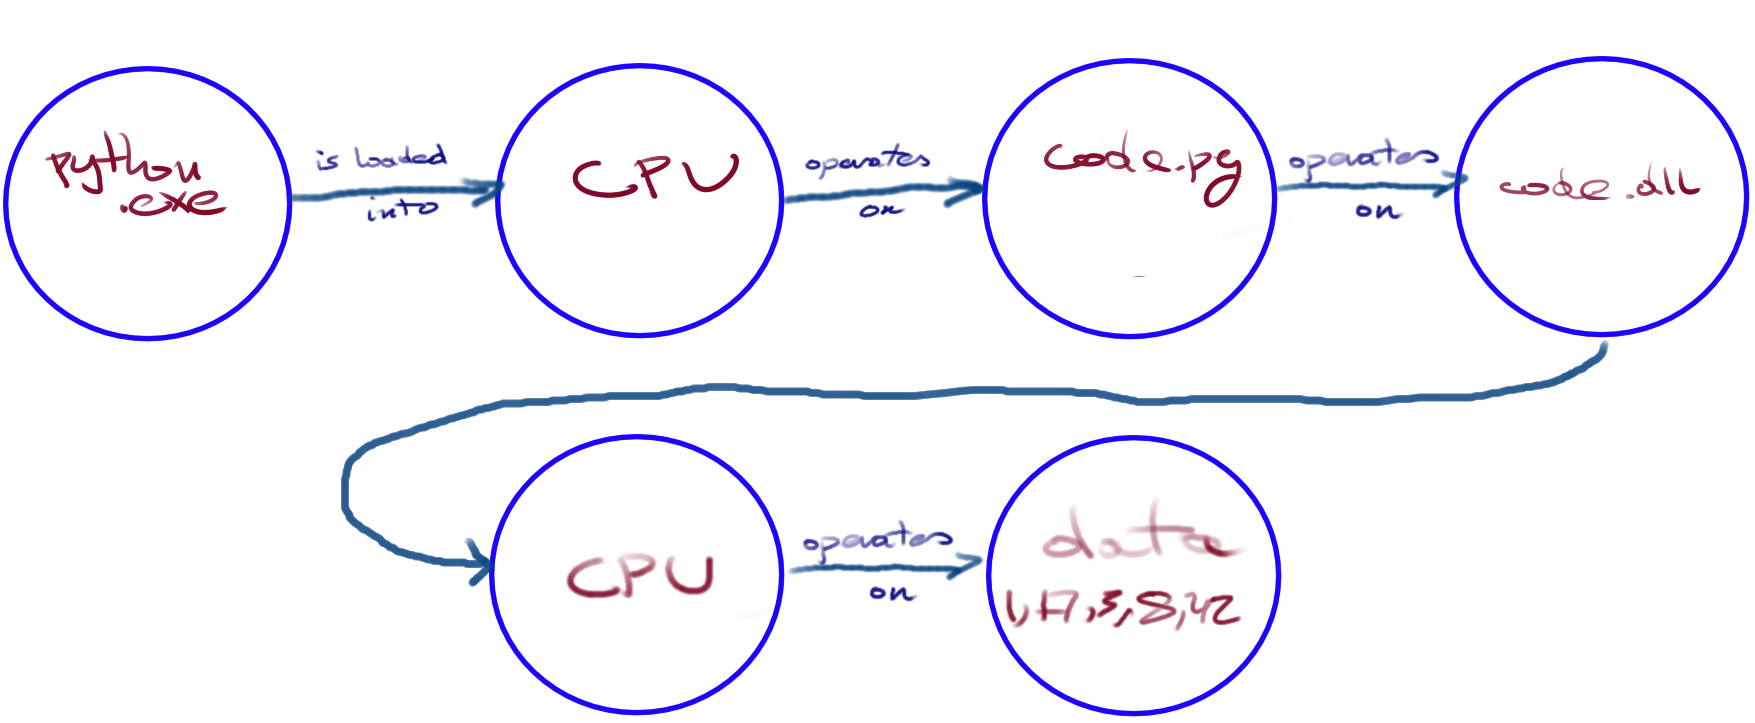 python
.exe
is loaded
into
CPU
operates
on
code.py
operates
on
code.dll
CPU
operates
on
data
1,17,3,8,42